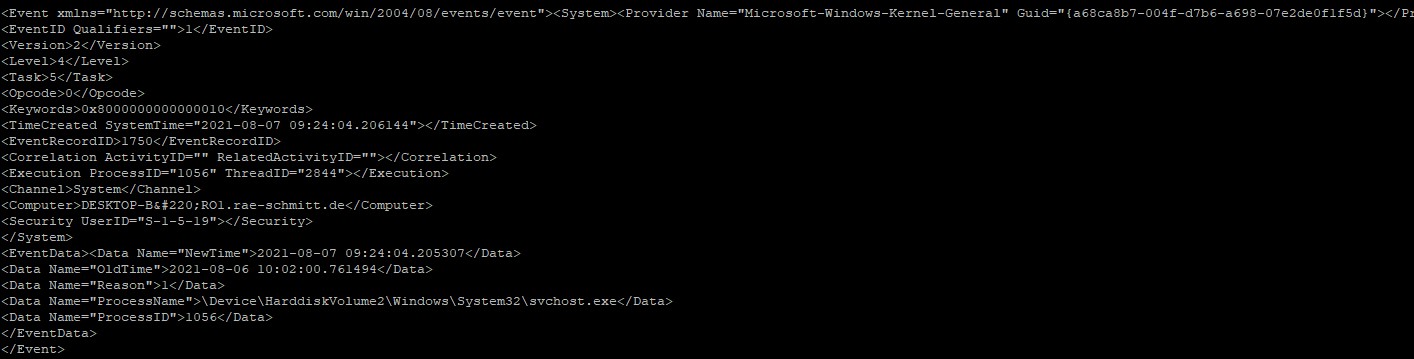 <Event xmlns="http://schemas.microsoft.com/win/2004/08/events/event"><System><Provider Name="Microsoft-Windows-Kernel-General" Guid="{a68ca8b7-004f-d7b6-a698-07e2de0f1f5d}"></Pr
<EventID Qualifiers="">1</EventID>
<Version>2</Version>
<Level>4</Level>
<Task>5</Task>
<Opcode>0</Opcode>
<Keywords>0x8000000000000010</Keywords>
<TimeCreated SystemTime="2021-08-07 09:24:04.206144"></TimeCreated>
<EventRecordID>1750</EventRecordID>
<Correlation ActivityID="" RelatedActivityID=""></Correlation>
<Execution ProcessID="1056" ThreadID="2844"></Execution>
<Channel>System</Channel>
<Computer>DESKTOP-B&#220;RO1.rae-schmitt.de</Computer>
<Security UserID="S-1-5-19"></Security>
</System>
<EventData><Data Name="NewTime">2021-08-07 09:24:04.205307</Data>
<Data Name="OldTime">2021-08-06 10:02:00.761494</Data>
<Data Name="Reason">1</Data>
<Data Name="ProcessName">\Device\HarddiskVolume2\Windows\System32\svchost.exe</Data>
<Data Name="ProcessID">1056</Data>
</EventData>
</Event>